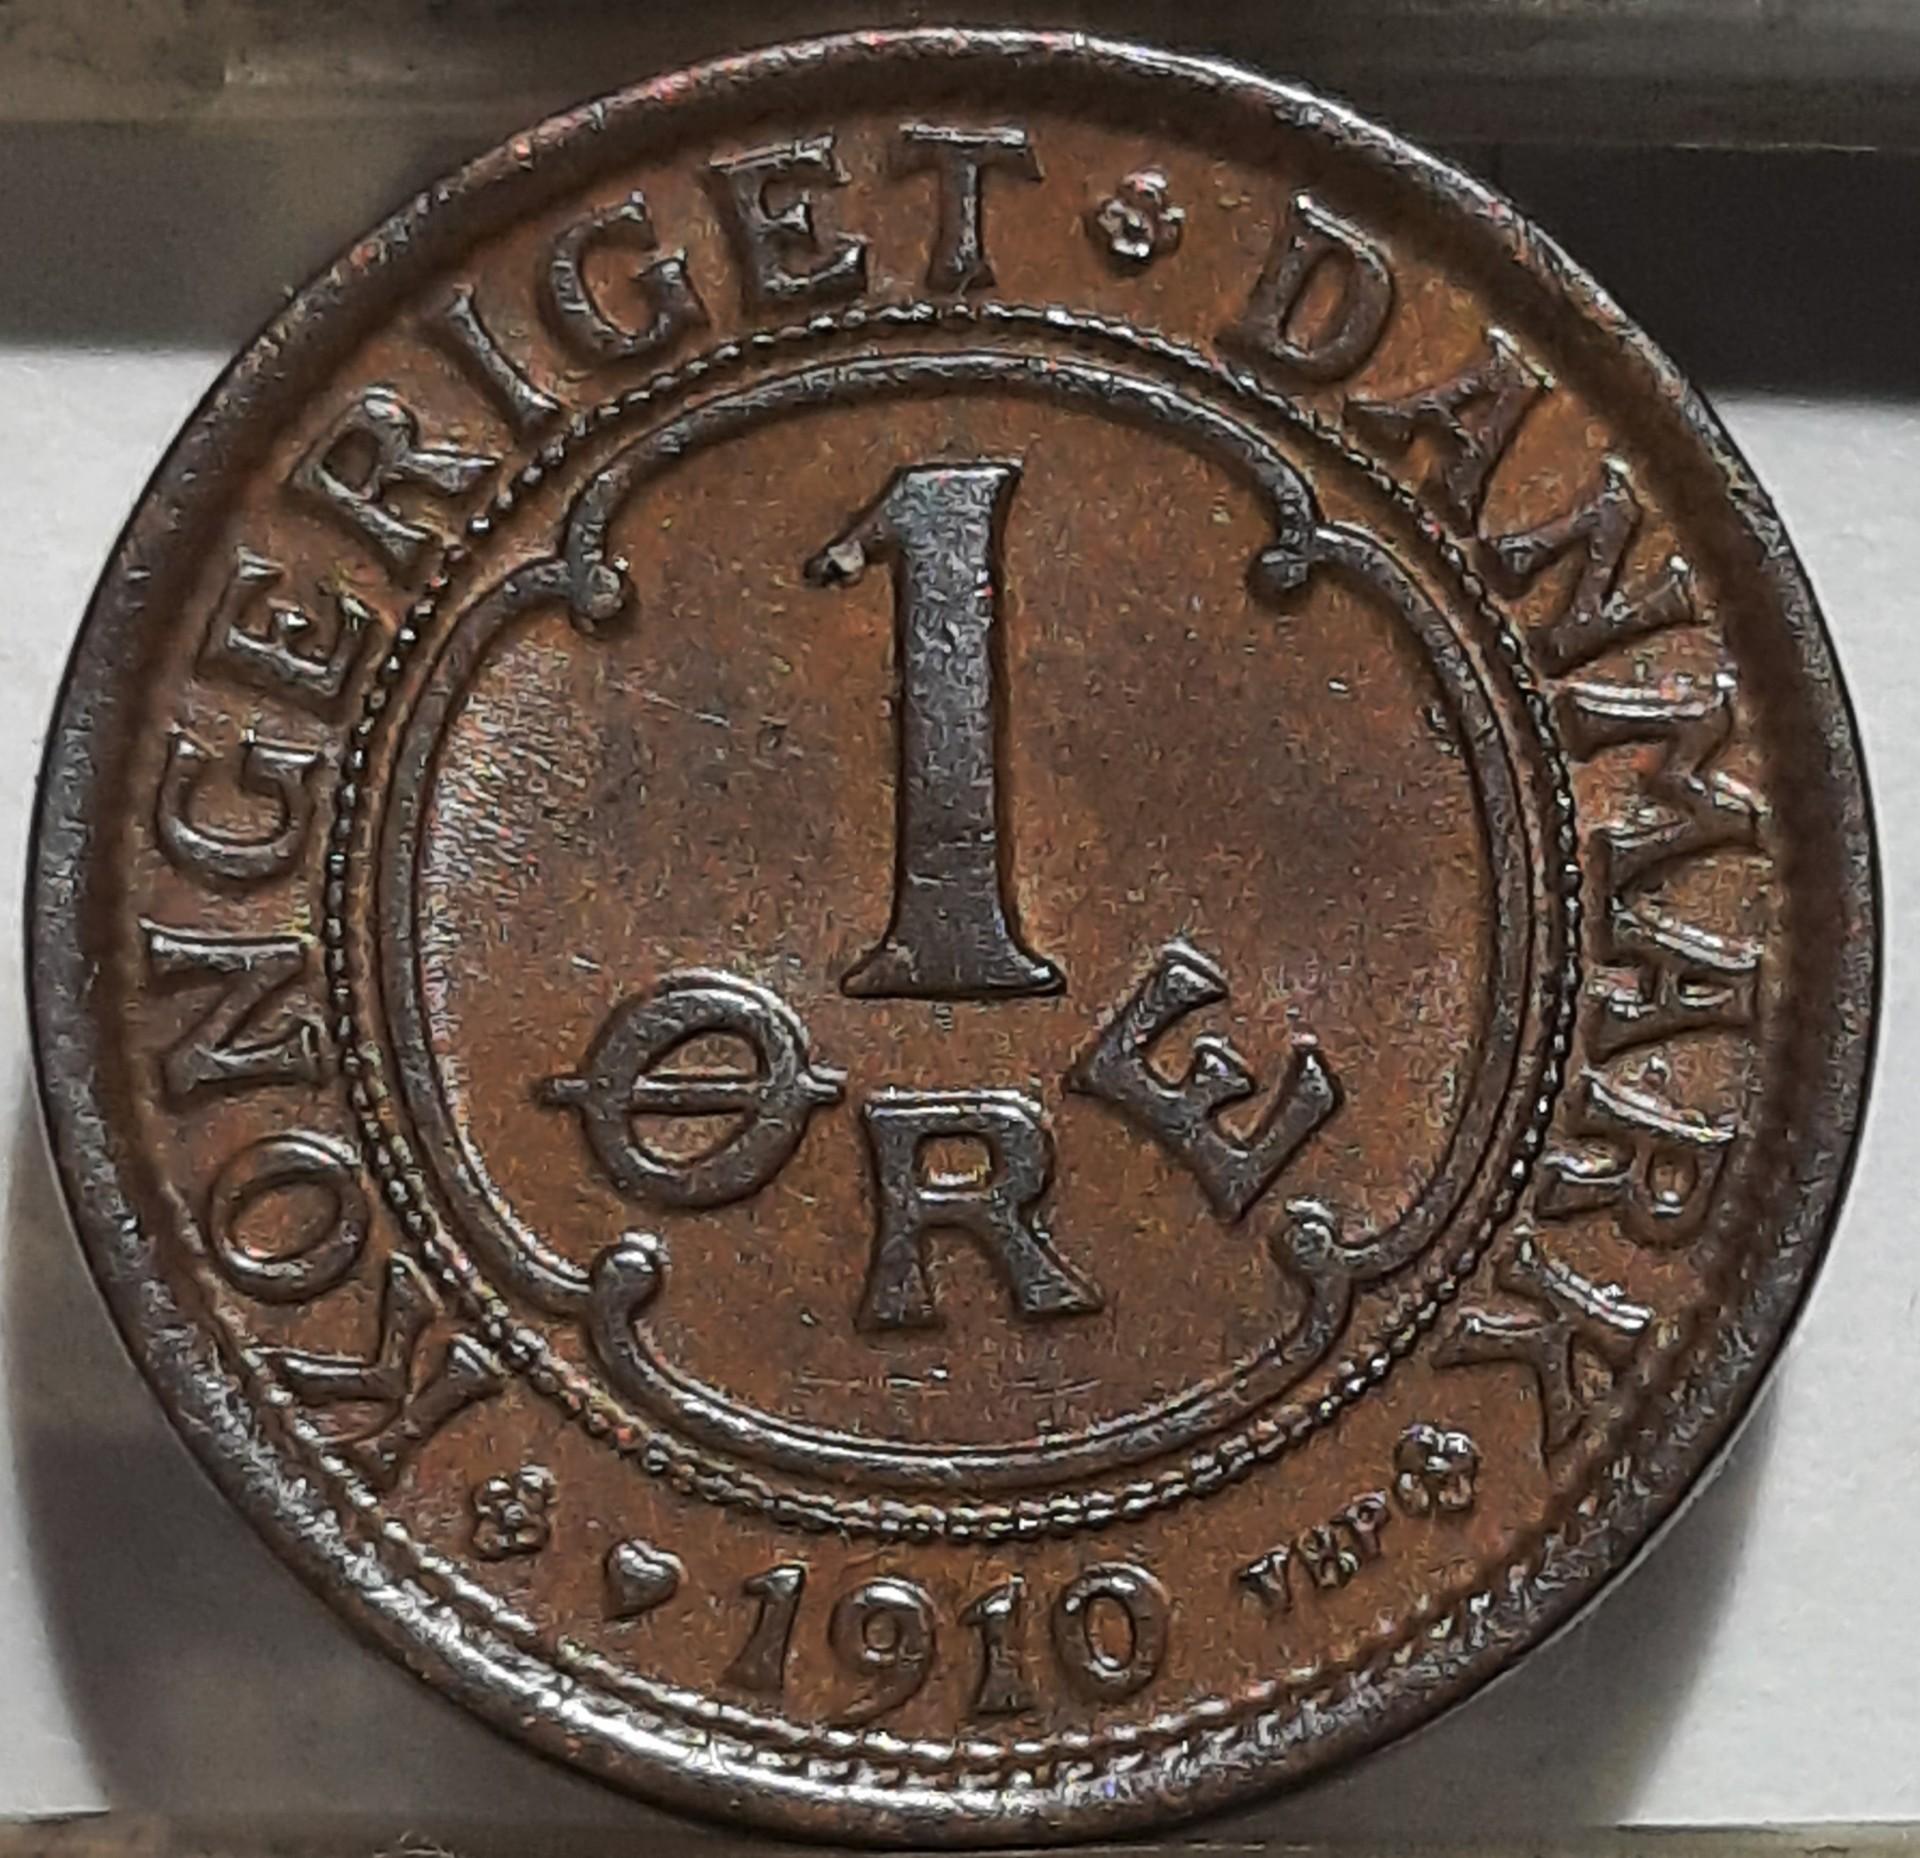 KONGERIGET DANMARK
1
ØRE
♥ 1910 VBP